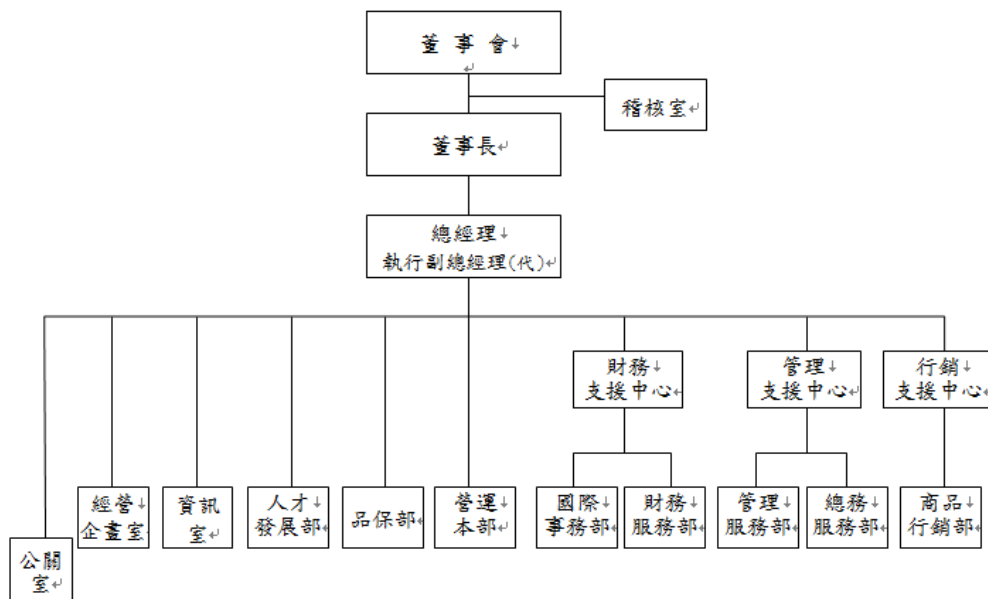 董 事 會
稽核室
董事長
總經理
執行副總經理(代)
財務
支援中心
管理
支援中心
行銷
支援中心
經營
企畫室
資訊
室
人才
發展部
品保部
營運
本部
國際
事務部
財務
服務部
管理
服務部
總務
服務部
商品
行銷部
公關
室